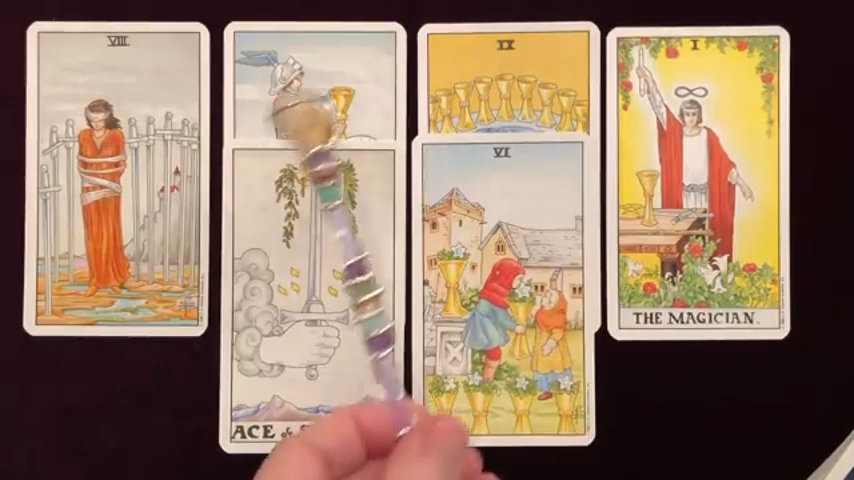 VIII
IX
I
VI
THE MAGICIAN.
ACE